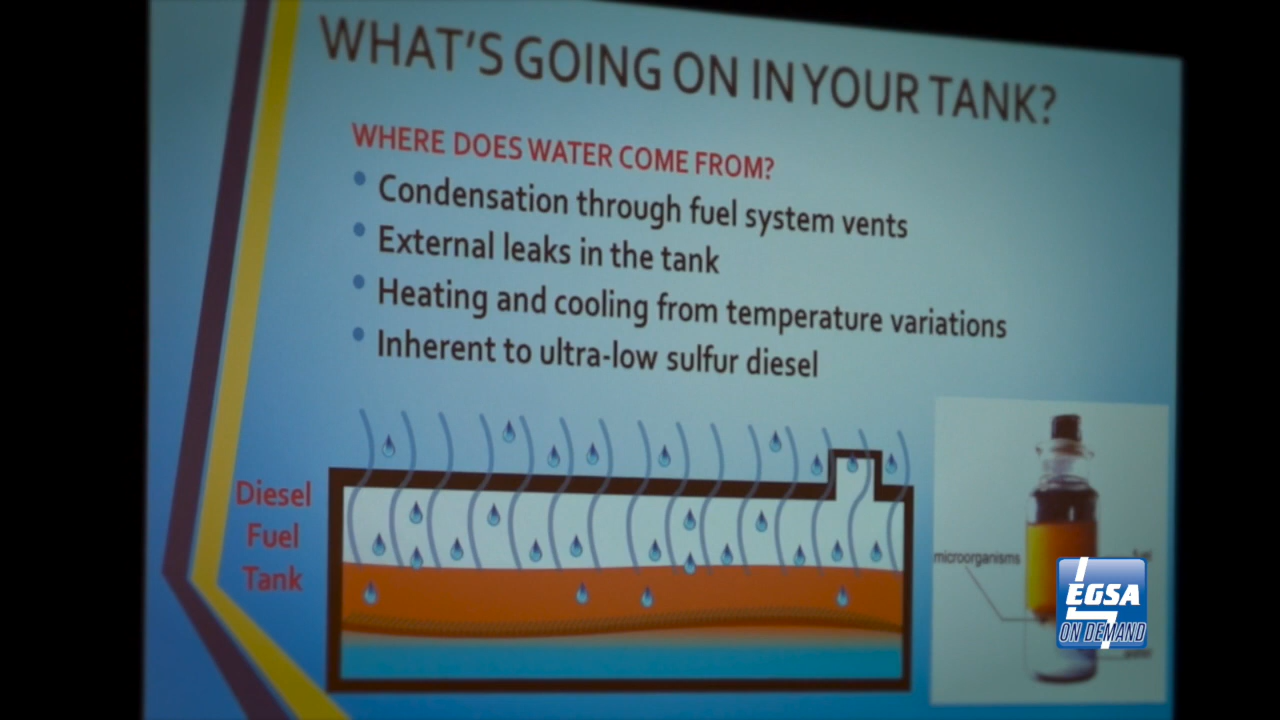 WHAT'S GOING ON IN YOUR TANK?
WHERE DOES WATER COME FROM?
• Condensation through fuel system vents
• External leaks in the tank
• Heating and cooling from temperature variations
• Inherent to ultra-low sulfur diesel
Diesel
Fuel
Tank
microorganisms
EGSA
ON DEMAND